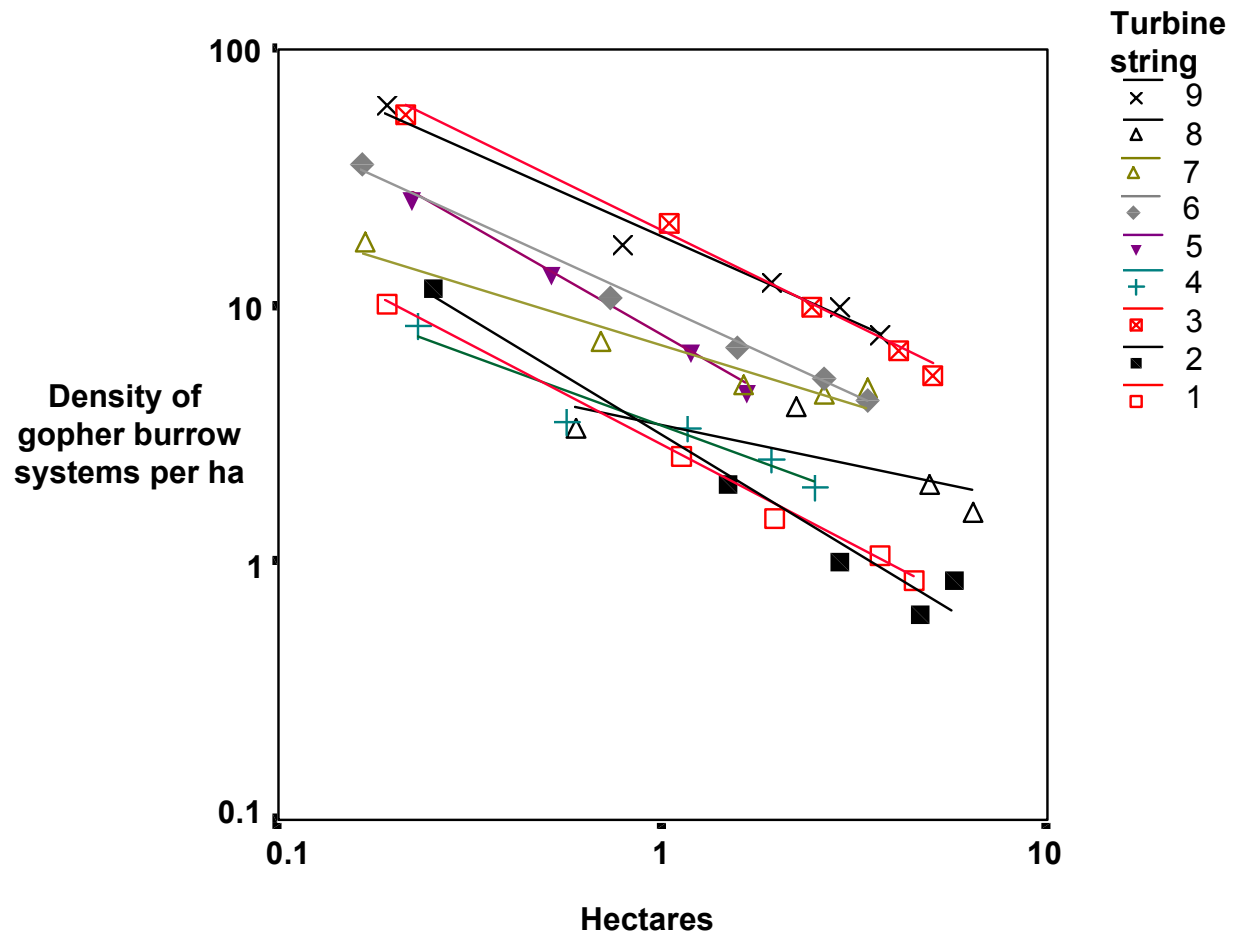 Turbine
string
9
8
7
6
5
4
3
2
1
100
10
1
0.1
Density of
gopher burrow
systems per ha
0.1
1
10
Hectares